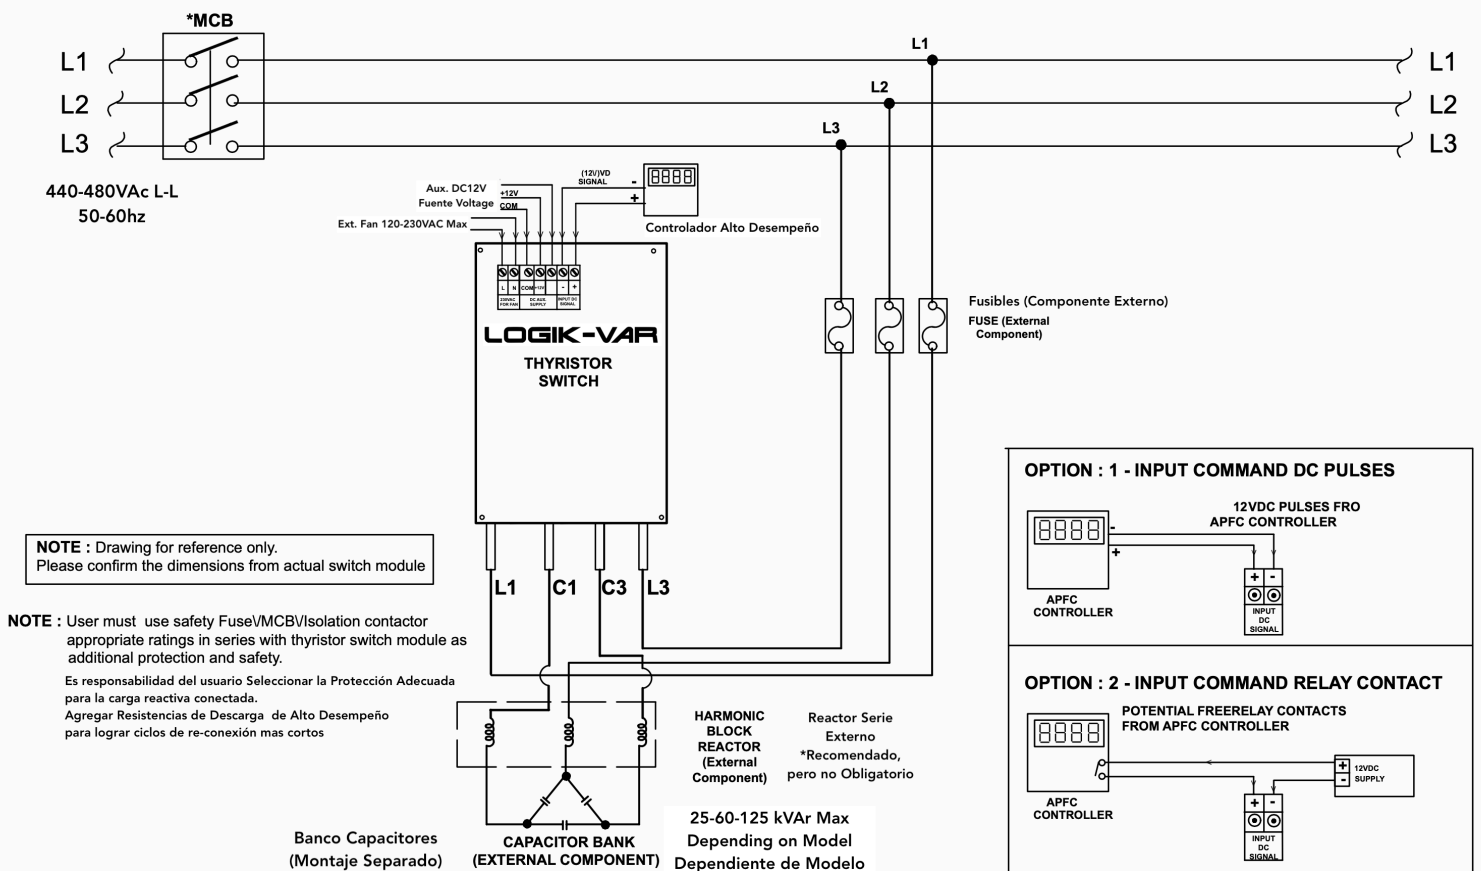 *MCB
L1
L2
L3
440-480VAc L-L
50-60hz
L1
L2
L3
L1
L2
L3
Aux. DC12V
Fuente Voltage
+12V
COM
Ext. Fan 120-230VAC Max
(12V/)VD
SIGNAL
-
+
8888
Controlador Alto Desempeño
L N COM +12V - +
230VAC
FOR FAN
DC AUX.
SUPPLY
INPUT DC
SIGNAL
LOGIK-VAR
THYRISTOR
SWITCH
Fusibles (Componente Externo)
FUSE (External
Component)
L1 C1 C3 L3
NOTE : Drawing for reference only.
Please confirm the dimensions from actual switch module
NOTE : User must use safety Fuse\/MCB\/Isolation contactor
appropriate ratings in series with thyristor switch module as
additional protection and safety.
Es responsabilidad del usuario Seleccionar la Protección Adecuada
para la carga reactiva conectada.
Agregar Resistencias de Descarga de Alto Desempeño
para lograr ciclos de re-conexión mas cortos
HARMONIC
BLOCK
REACTOR
(External
Component)
Reactor Serie
Externo
*Recomendado,
pero no Obligatorio
Banco Capacitores
(Montaje Separado)
CAPACITOR BANK
(EXTERNAL COMPONENT)
25-60-125 kVAr Max
Depending on Model
Dependiente de Modelo
OPTION : 1 - INPUT COMMAND DC PULSES
12VDC PULSES FRO
APFC CONTROLLER
8888
-
+
APFC
CONTROLLER
+ -
INPUT
DC
SIGNAL
OPTION : 2 - INPUT COMMAND RELAY CONTACT
POTENTIAL FREERELAY CONTACTS
FROM APFC CONTROLLER
8888
APFC
CONTROLLER
+ 12VDC
- SUPPLY
+ -
INPUT
DC
SIGNAL